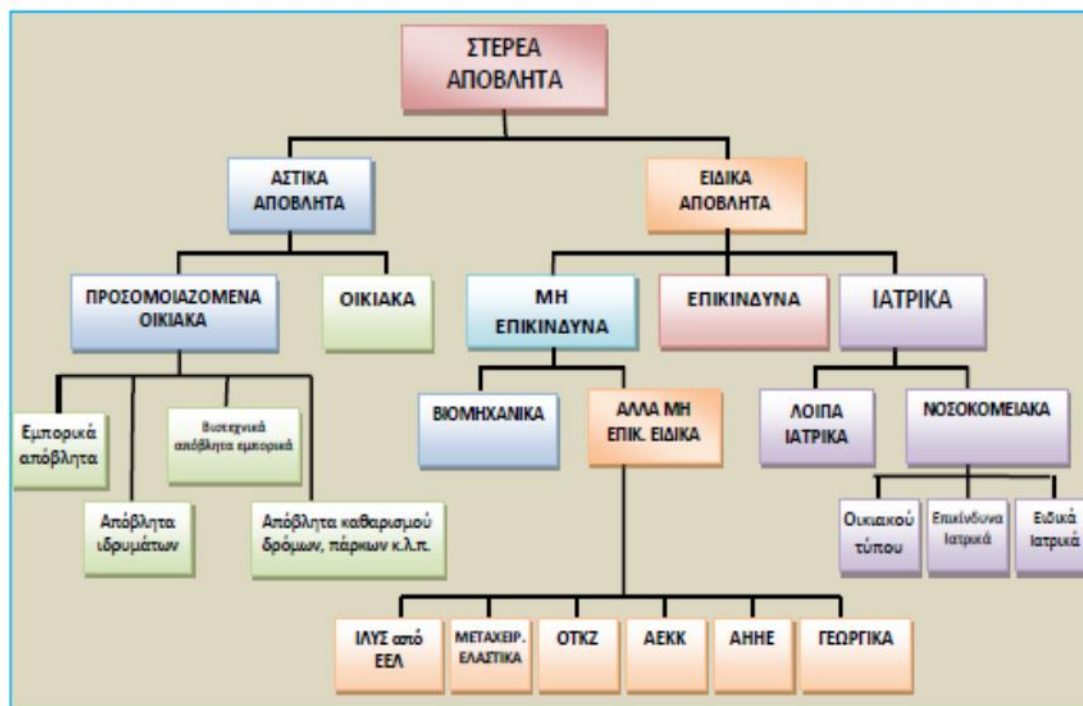 ΣΤΕΡΕΑ
ΑΠΟΒΛΗΤΑ
ΑΣΤΙΚΑ
ΑΠΟΒΛΗΤΑ
ΕΙΔΙΚΑ
ΑΠΟΒΛΗΤΑ
ΠΡΟΣΟΜΟΙΑΖΟΜΕΝΑ
ΟΙΚΙΑΚΑ
ΟΙΚΙΑΚΑ
ΜΗ
ΕΠΙΚΙΝΔΥΝΑ
ΕΠΙΚΙΝΔΥΝΑ
ΙΑΤΡΙΚΑ
Εμπορικά
απόβλητα
Βιοτεχνικά
απόβλητα εμπορικά
ΒΙΟΜΗΧΑΝΙΚΑ
ΑΛΛΑ ΜΗ
ΕΠΙΚ. ΕΙΔΙΚΑ
ΛΟΙΠΑ
ΙΑΤΡΙΚΑ
ΝΟΣΟΚΟΜΕΙΑΚΑ
Απόβλητα
ιδρυμάτων
Απόβλητα καθαρισμού
δρόμων, πάρκων κ.λ.π.
Οικιακού
τύπου
Επικίνδυνα
Ιατρικά
Ειδικά
Ιατρικά
ΙΛΥΣ από
ΕΕΛ
ΜΕΤΑΧΕΙΡ.
ΕΛΑΣΤΙΚΑ
ΟΤΚΖ
ΑΕΚΚ
ΑΗΗΕ
ΓΕΩΡΓΙΚΑ